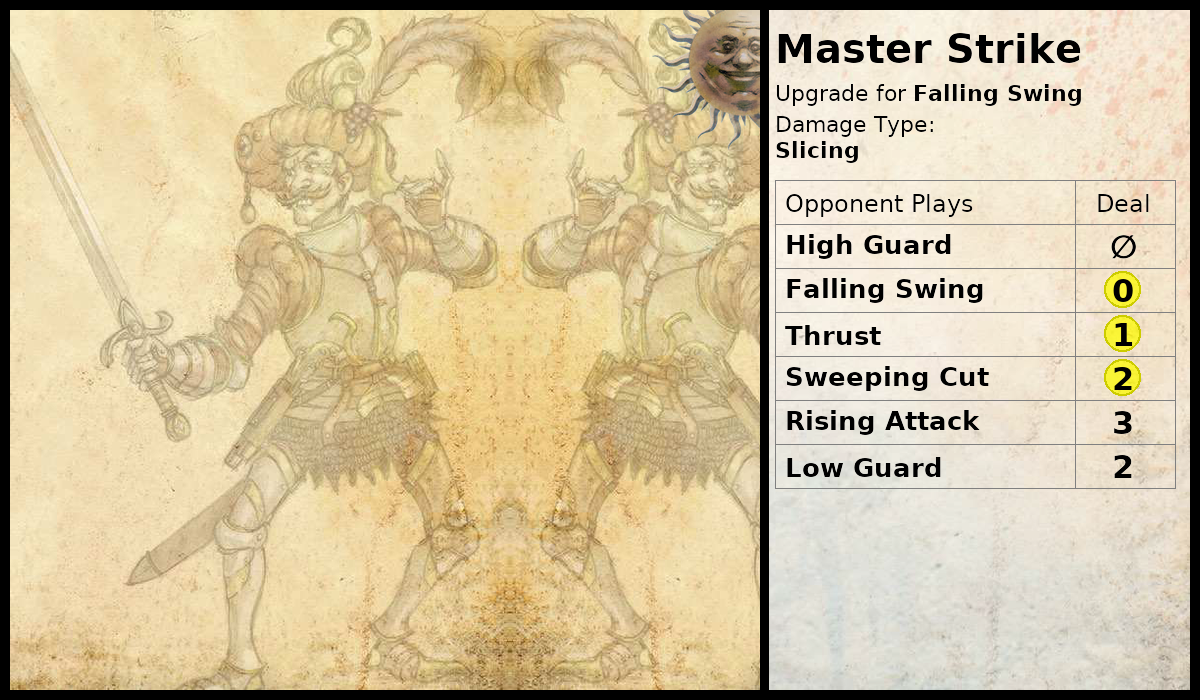 Master Strike
Upgrade for Falling Swing
Damage Type:
Slicing
Opponent Plays Deal
High Guard ∅
Falling Swing 0
Thrust 1
Sweeping Cut 2
Rising Attack 3
Low Guard 2